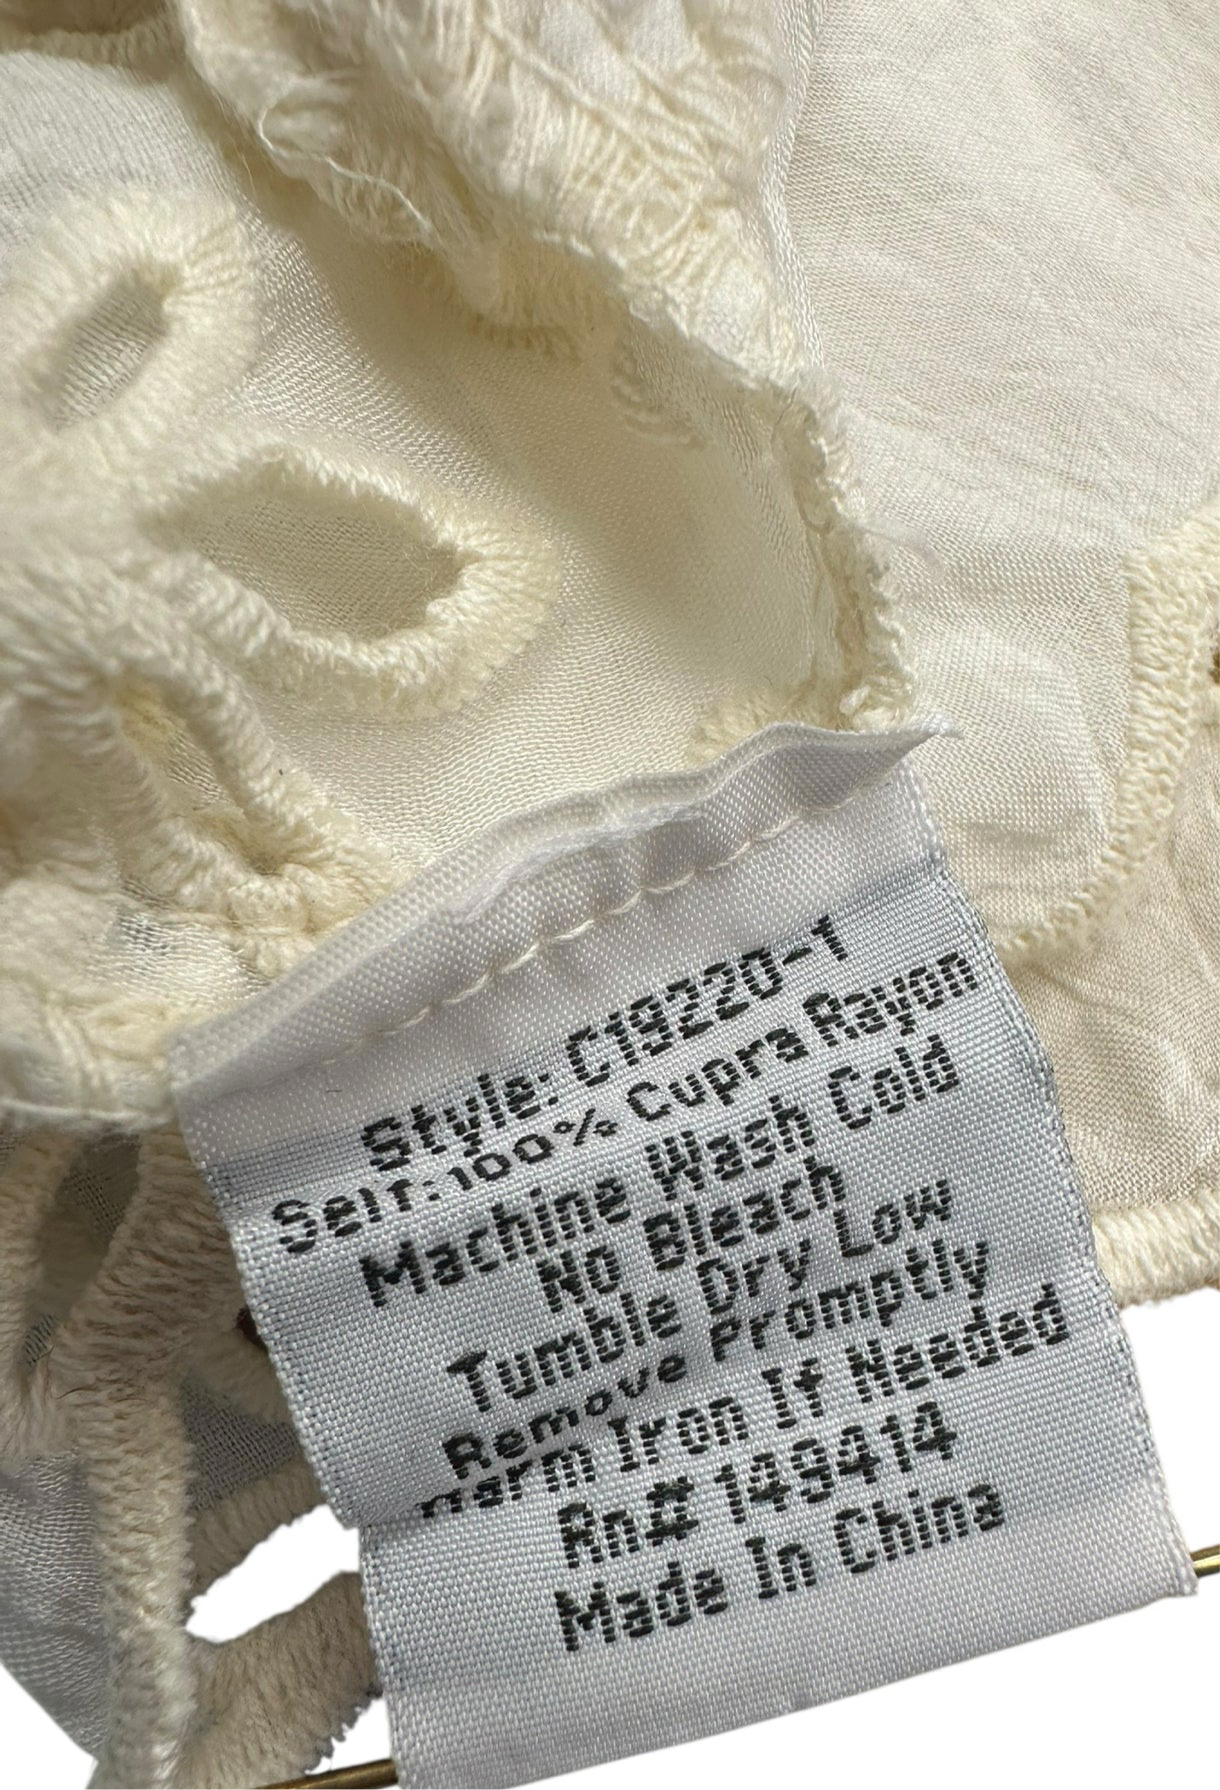 Style: C19220-1
Self: 100% Cupra Rayon
Machine Wash Cold
No Bleach
Tumble Dry Low
Remove Promptly
Warm Iron If Needed
Rn# 149414
Made In China